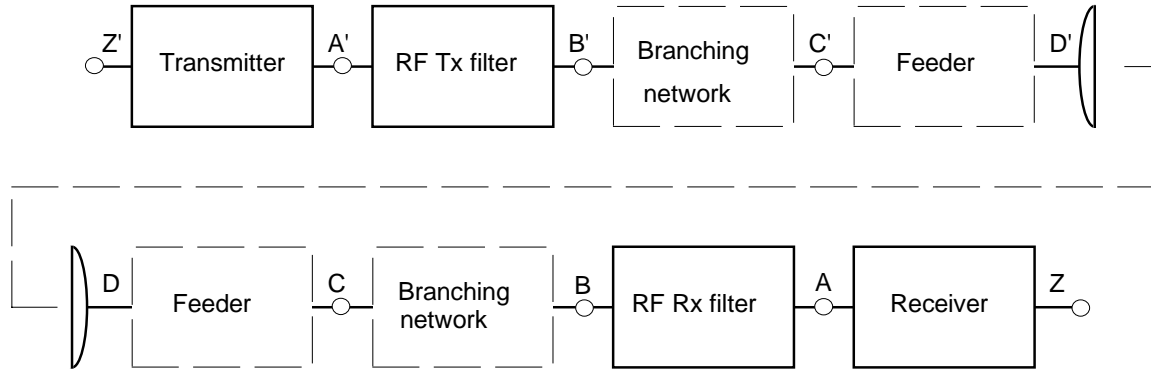 Z'
Transmitter
A'
RF Tx filter
B'
Branching
network
C'
Feeder
D'
D
Feeder
C
Branching
network
B
RF Rx filter
A
Receiver
Z